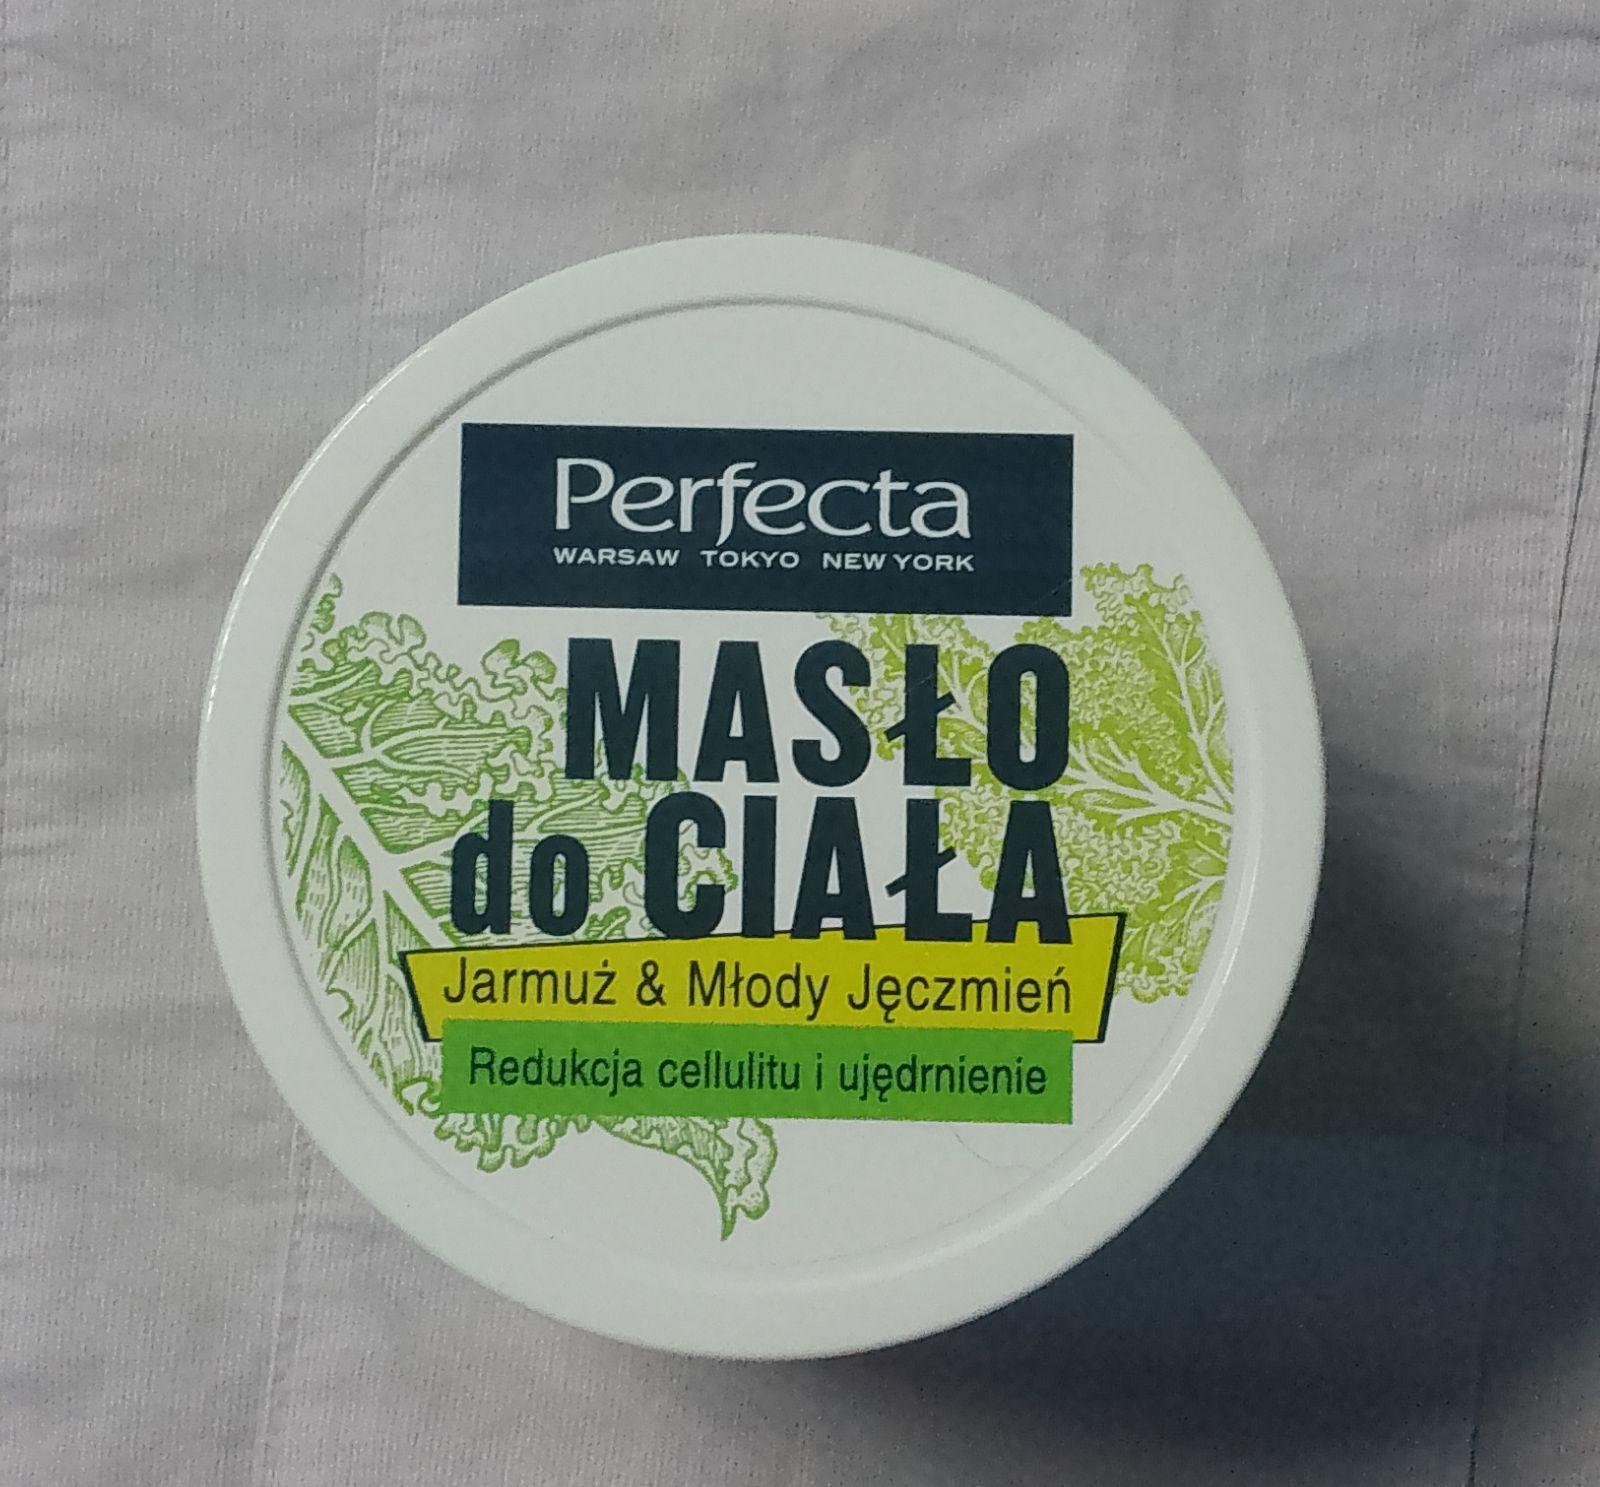 Perfecta
WARSAW TOKYO NEW YORK
MASŁO
do CIAŁA
Jarmuż & Młody Jęczmień
Redukcja cellulitu i ujędrnienie